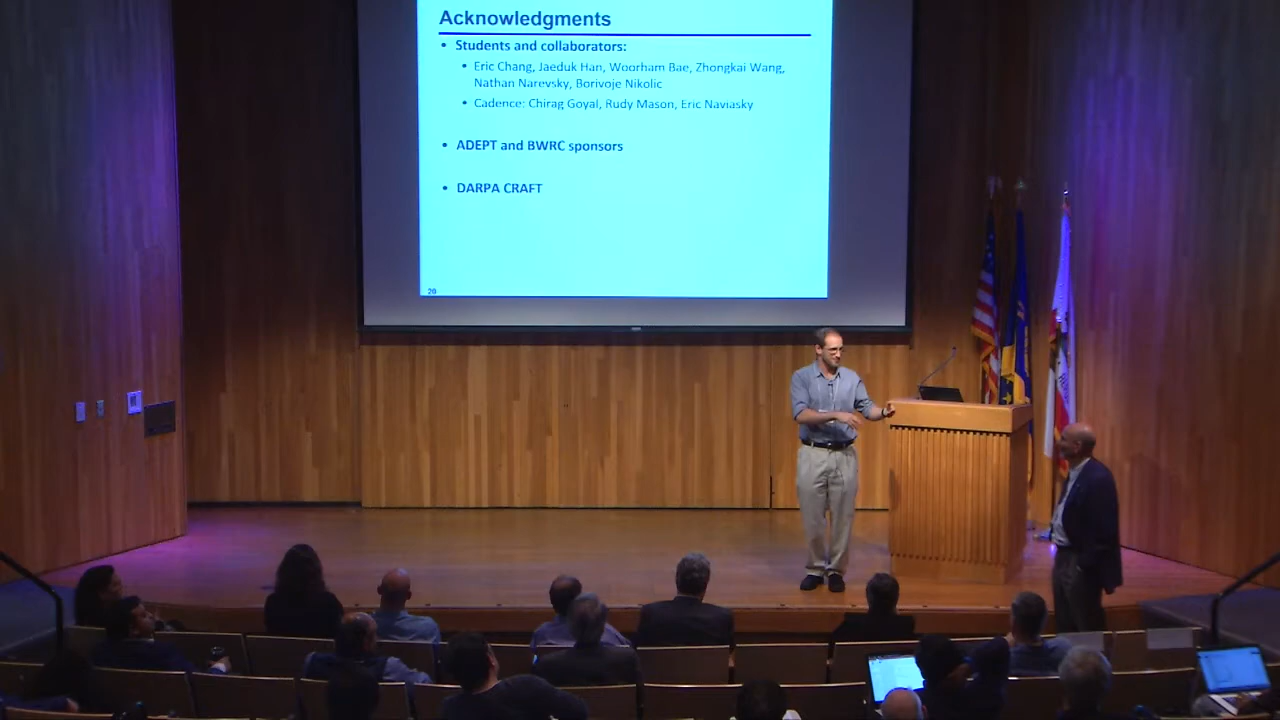 Acknowledgments
• Students and collaborators:
• Eric Chang, Jaeduk Han, Woorham Bae, Zhongkai Wang,
Nathan Narevsky, Borivoje Nikolic
• Cadence: Chirag Goyal, Rudy Mason, Eric Naviasky
• ADEPT and BWRC sponsors
• DARPA CRAFT
20